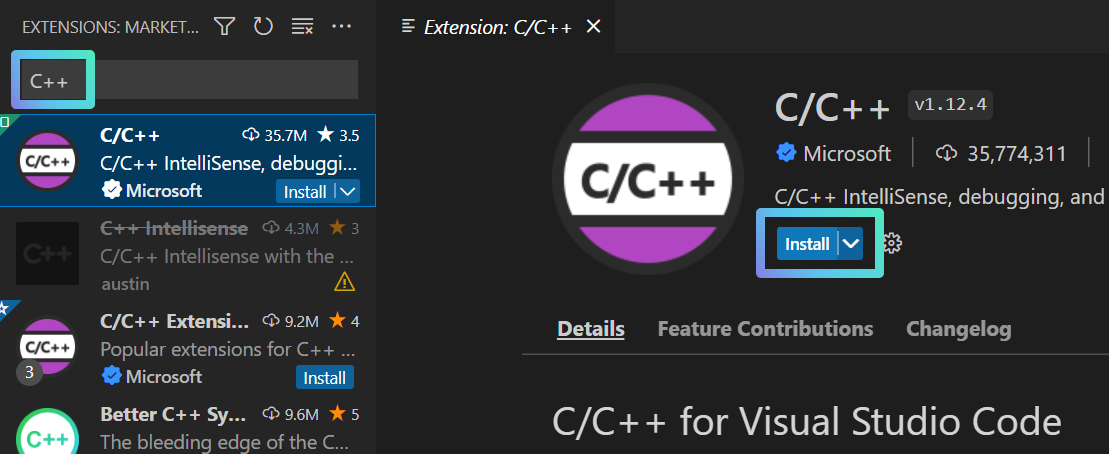 EXTENSIONS: MARKET...
C++
C/C++ 35.7M 3.5
C/C++ IntelliSense, debuggi...
Microsoft Install
C/C++
C++ Intellisense 4.3M 3
C/C++ Intellisense with the ...
austin
C++
C/C++ Extensi... 9.2M 4
Popular extensions for C++ ...
Microsoft Install
C/C++
3
Better C++ Sy... 9.6M 5
The bleeding edge of the C...
C++
Extension: C/C++
C/C++
C/C++ v1.12.4
Microsoft 35,774,311
C/C++ IntelliSense, debugging, and
Install
Details Feature Contributions Changelog
C/C++ for Visual Studio Code